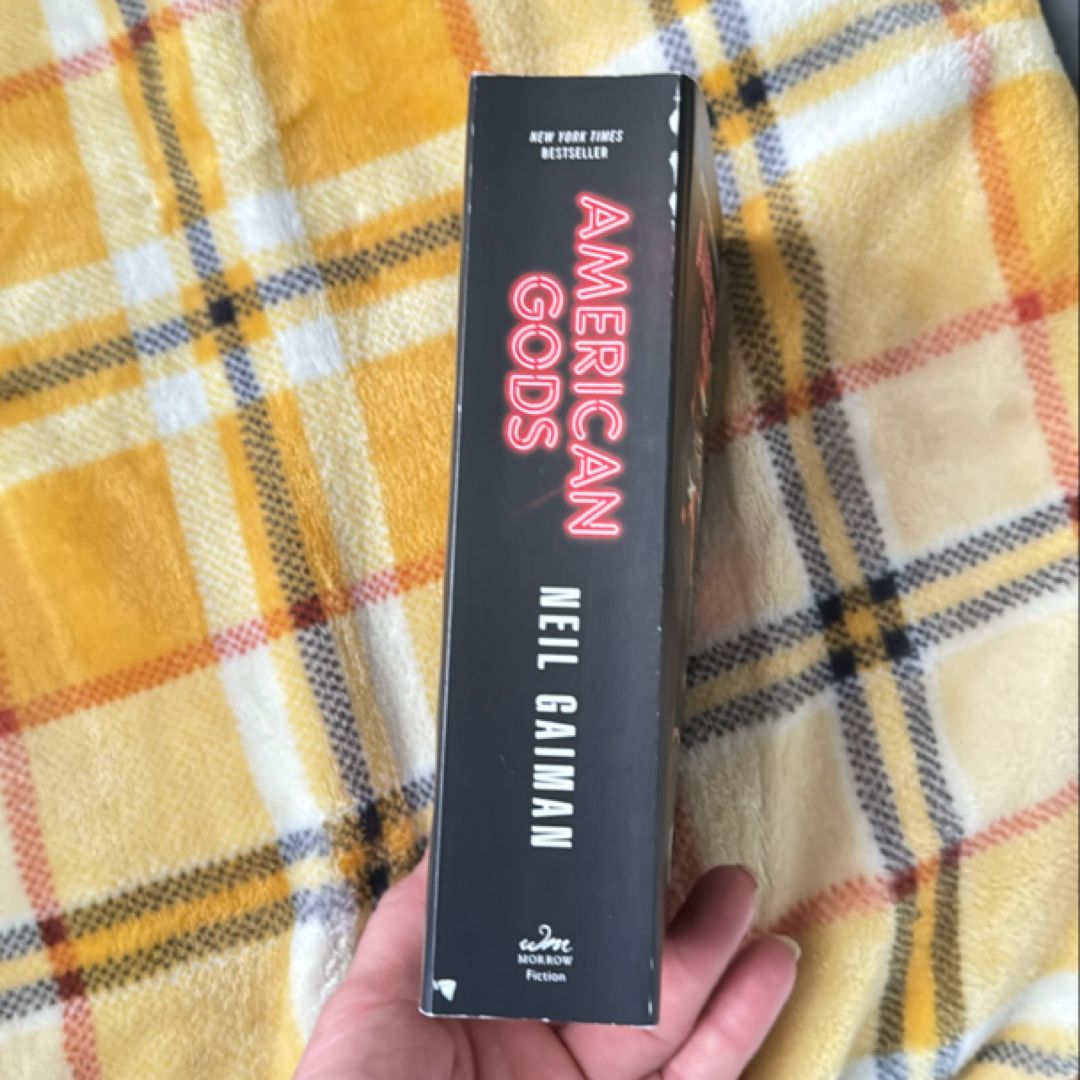 NEW YORK TIMES
BESTSELLER
AMERICAN
GODS
NEIL GAIMAN
wm
MORROW
Fiction